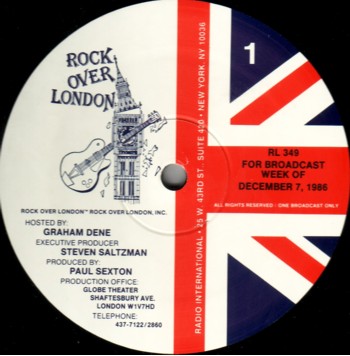 ROCK
OVER
LONDON
1
RL 349
FOR BROADCAST
WEEK OF
DECEMBER 7, 1986
ALL RIGHTS RESERVED · ONE BROADCAST ONLY
ROCK OVER LONDON™ ROCK OVER LONDON, INC.
HOSTED BY:
GRAHAM DENE
EXECUTIVE PRODUCER
STEVEN SALTZMAN
PRODUCED BY:
PAUL SEXTON
PRODUCTION OFFICE:
GLOBE THEATER
SHAFTESBURY AVE.
LONDON W1V7HD
TELEPHONE:
437-7122/2860
RADIO INTERNATIONAL • 25 W. 43RD ST., SUITE 400 • NEW YORK, NY 10036